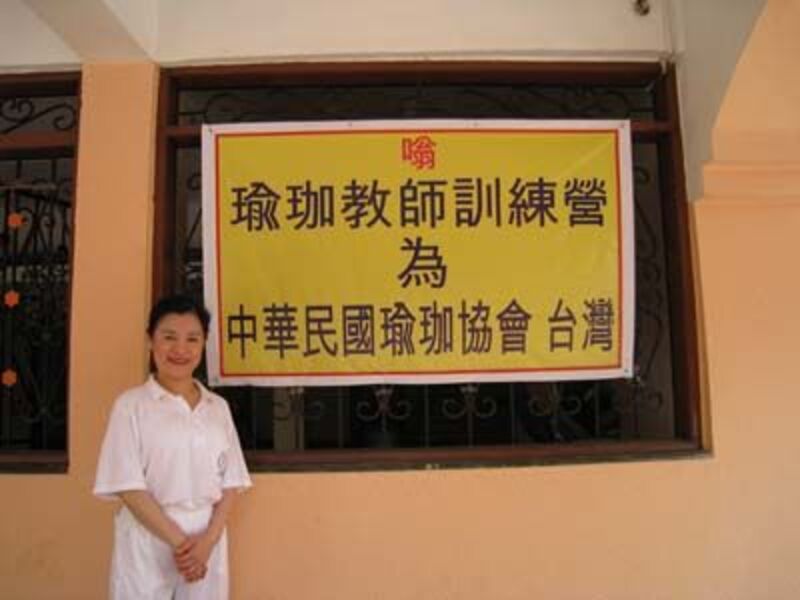 嗡
瑜珈教師訓練營
為
中華民國瑜珈協會 台灣